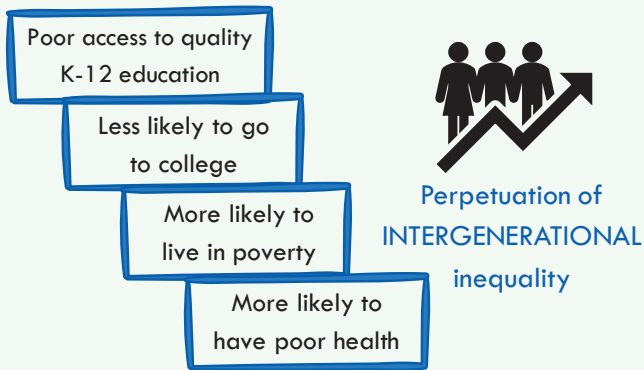 Poor access to quality
K-12 education
Less likely to go
to college
More likely to
live in poverty
More likely to
have poor health
Perpetuation of
INTERGENERATIONAL
inequality